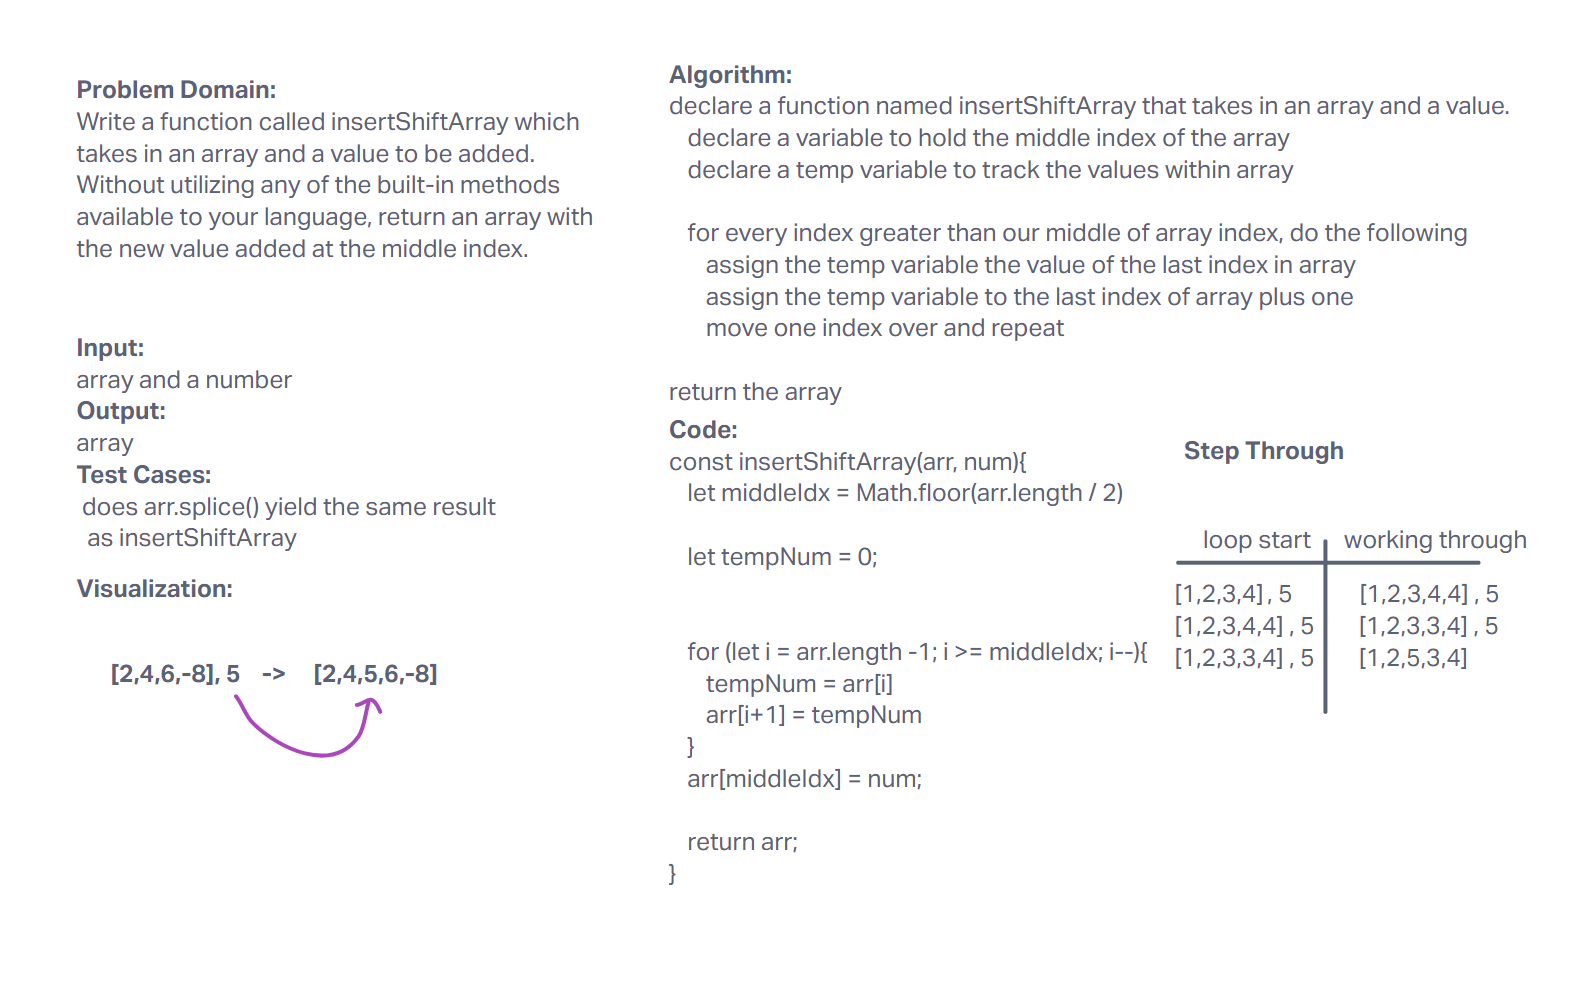 Problem Domain:
Write a function called insertShiftArray which
takes in an array and a value to be added.
Without utilizing any of the built-in methods
available to your language, return an array with
the new value added at the middle index.
Input:
array and a number
Output:
array
Test Cases:
does arr.splice() yield the same result
as insertShiftArray
Visualization:
[2,4,6,-8], 5 -> [2,4,5,6,-8]
Algorithm:
declare a function named insertShiftArray that takes in an array and a value.
declare a variable to hold the middle index of the array
declare a temp variable to track the values within array
for every index greater than our middle of array index, do the following
assign the temp variable the value of the last index in array
assign the temp variable to the last index of array plus one
move one index over and repeat
return the array
Code:
const insertShiftArray(arr, num){
let middleIdx = Math.floor(arr.length / 2)
let tempNum = 0;
for (let i = arr.length -1; i >= middleIdx; i--){
tempNum = arr[i]
arr[i+1] = tempNum
}
arr[middleIdx] = num;
return arr;
}
Step Through
loop start working through
[1,2,3,4] , 5 [1,2,3,4,4] , 5
[1,2,3,4,4] , 5 [1,2,3,3,4] , 5
[1,2,3,3,4] , 5 [1,2,5,3,4]